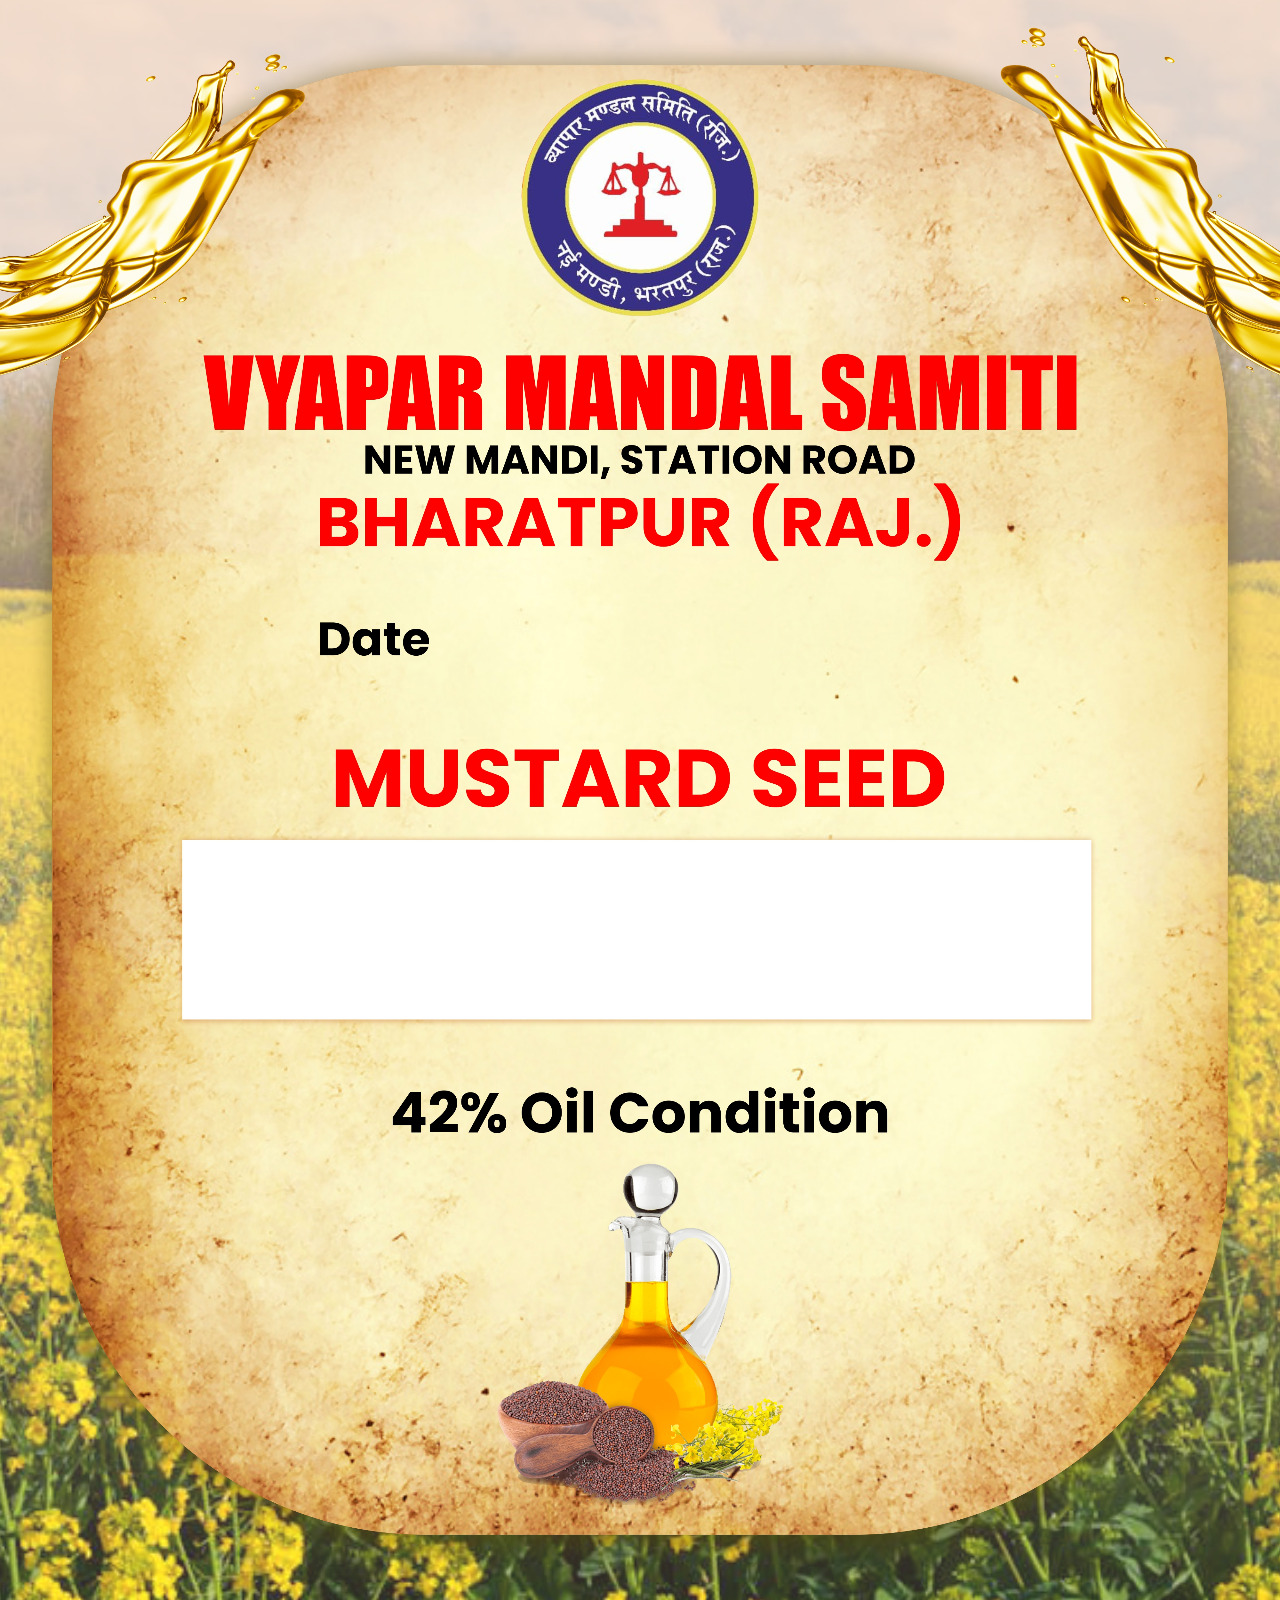 व्यापार मण्डल समिति (रजि.)
नई मण्डी, भरतपुर (राज.)
VYAPAR MANDAL SAMITI
NEW MANDI, STATION ROAD
BHARATPUR (RAJ.)
Date
MUSTARD SEED
42% Oil Condition